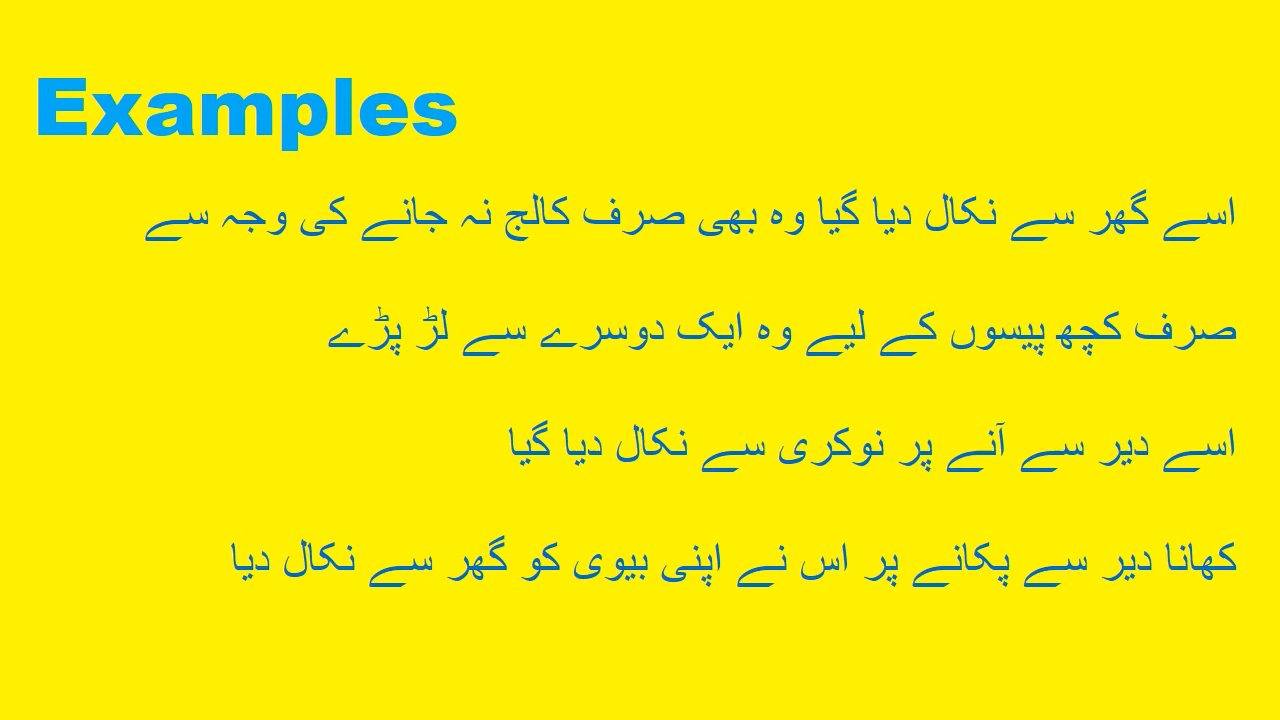 Examples
اسے گھر سے نکال دیا گیا وہ بھی صرف کالج نہ جانے کی وجہ سے
صرف کچھ پیسوں کے لیے وہ ایک دوسرے سے لڑ پڑے
اسے دیر سے آنے پر نوکری سے نکال دیا گیا
کھانا دیر سے پکانے پر اس نے اپنی بیوی کو گھر سے نکال دیا